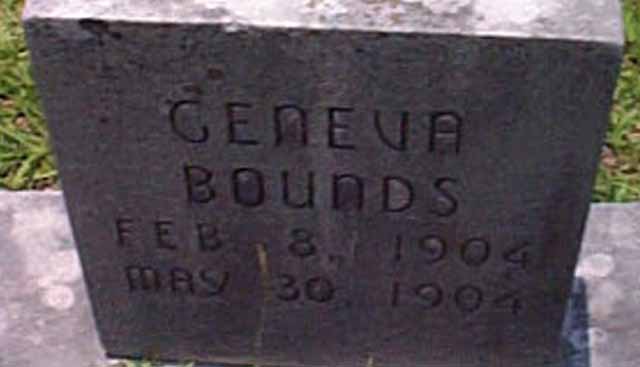 GENEVA
BOUNDS
FEB 8, 1904
MAY 30, 1904